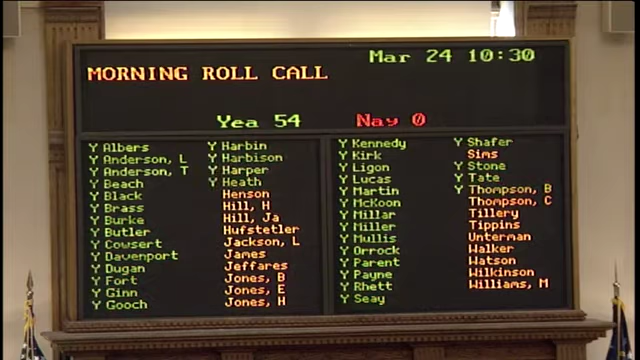 Mar 24 10:30
MORNING ROLL CALL
Yea 54 Nay 0
Y Albers
Y Anderson, L
Y Anderson, T
Y Beach
Y Black
Y Brass
Y Burke
Y Butler
Y Cowsert
Y Davenport
Y Dugan
Y Fort
Y Ginn
Y Gooch
Y Harbin
Y Harbison
Y Harper
Y Heath
Henson
Hill, H
Hill, Ja
Hufstetler
Jackson, L
James
Jeffares
Jones, B
Jones, E
Jones, H
Y Kennedy
Y Kirk
Y Ligon
Y Lucas
Y Martin
Y McKoon
Y Millar
Y Miller
Y Mullis
Y Orrock
Y Parent
Y Payne
Y Rhett
Y Seay
Y Shafer
Sims
Y Stone
Y Tate
Y Thompson, B
Thompson, C
Tillery
Tippins
Unterman
Walker
Watson
Wilkinson
Williams, M